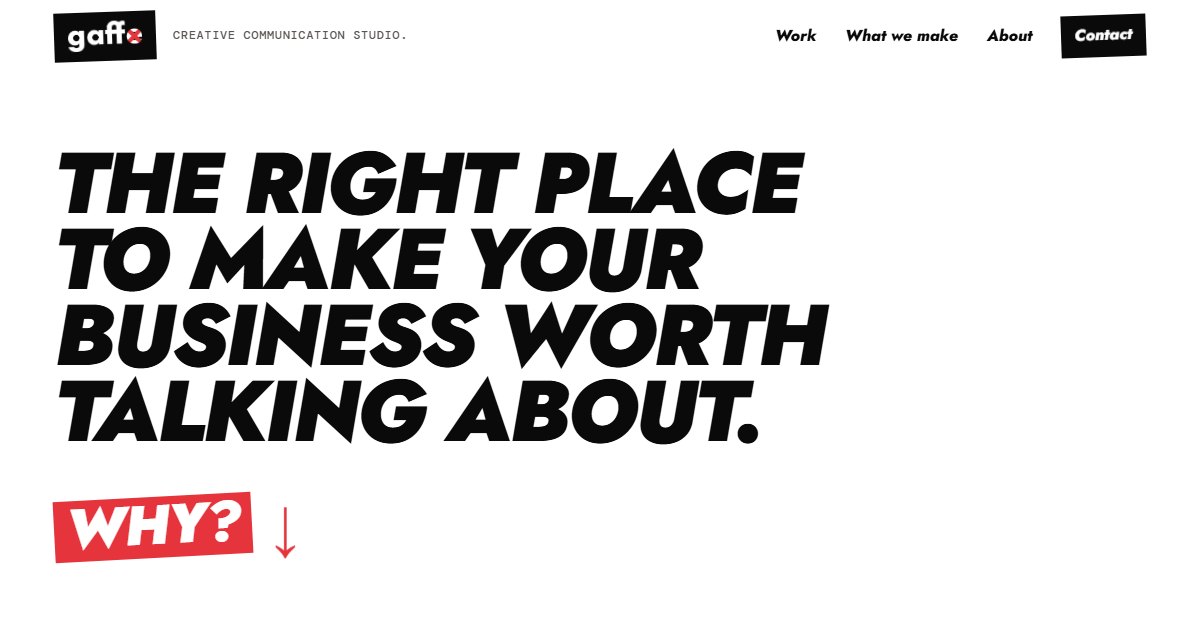 gaffo
CREATIVE COMMUNICATION STUDIO.
Work
What we make
About
Contact
THE RIGHT PLACE
TO MAKE YOUR
BUSINESS WORTH
TALKING ABOUT.
WHY?